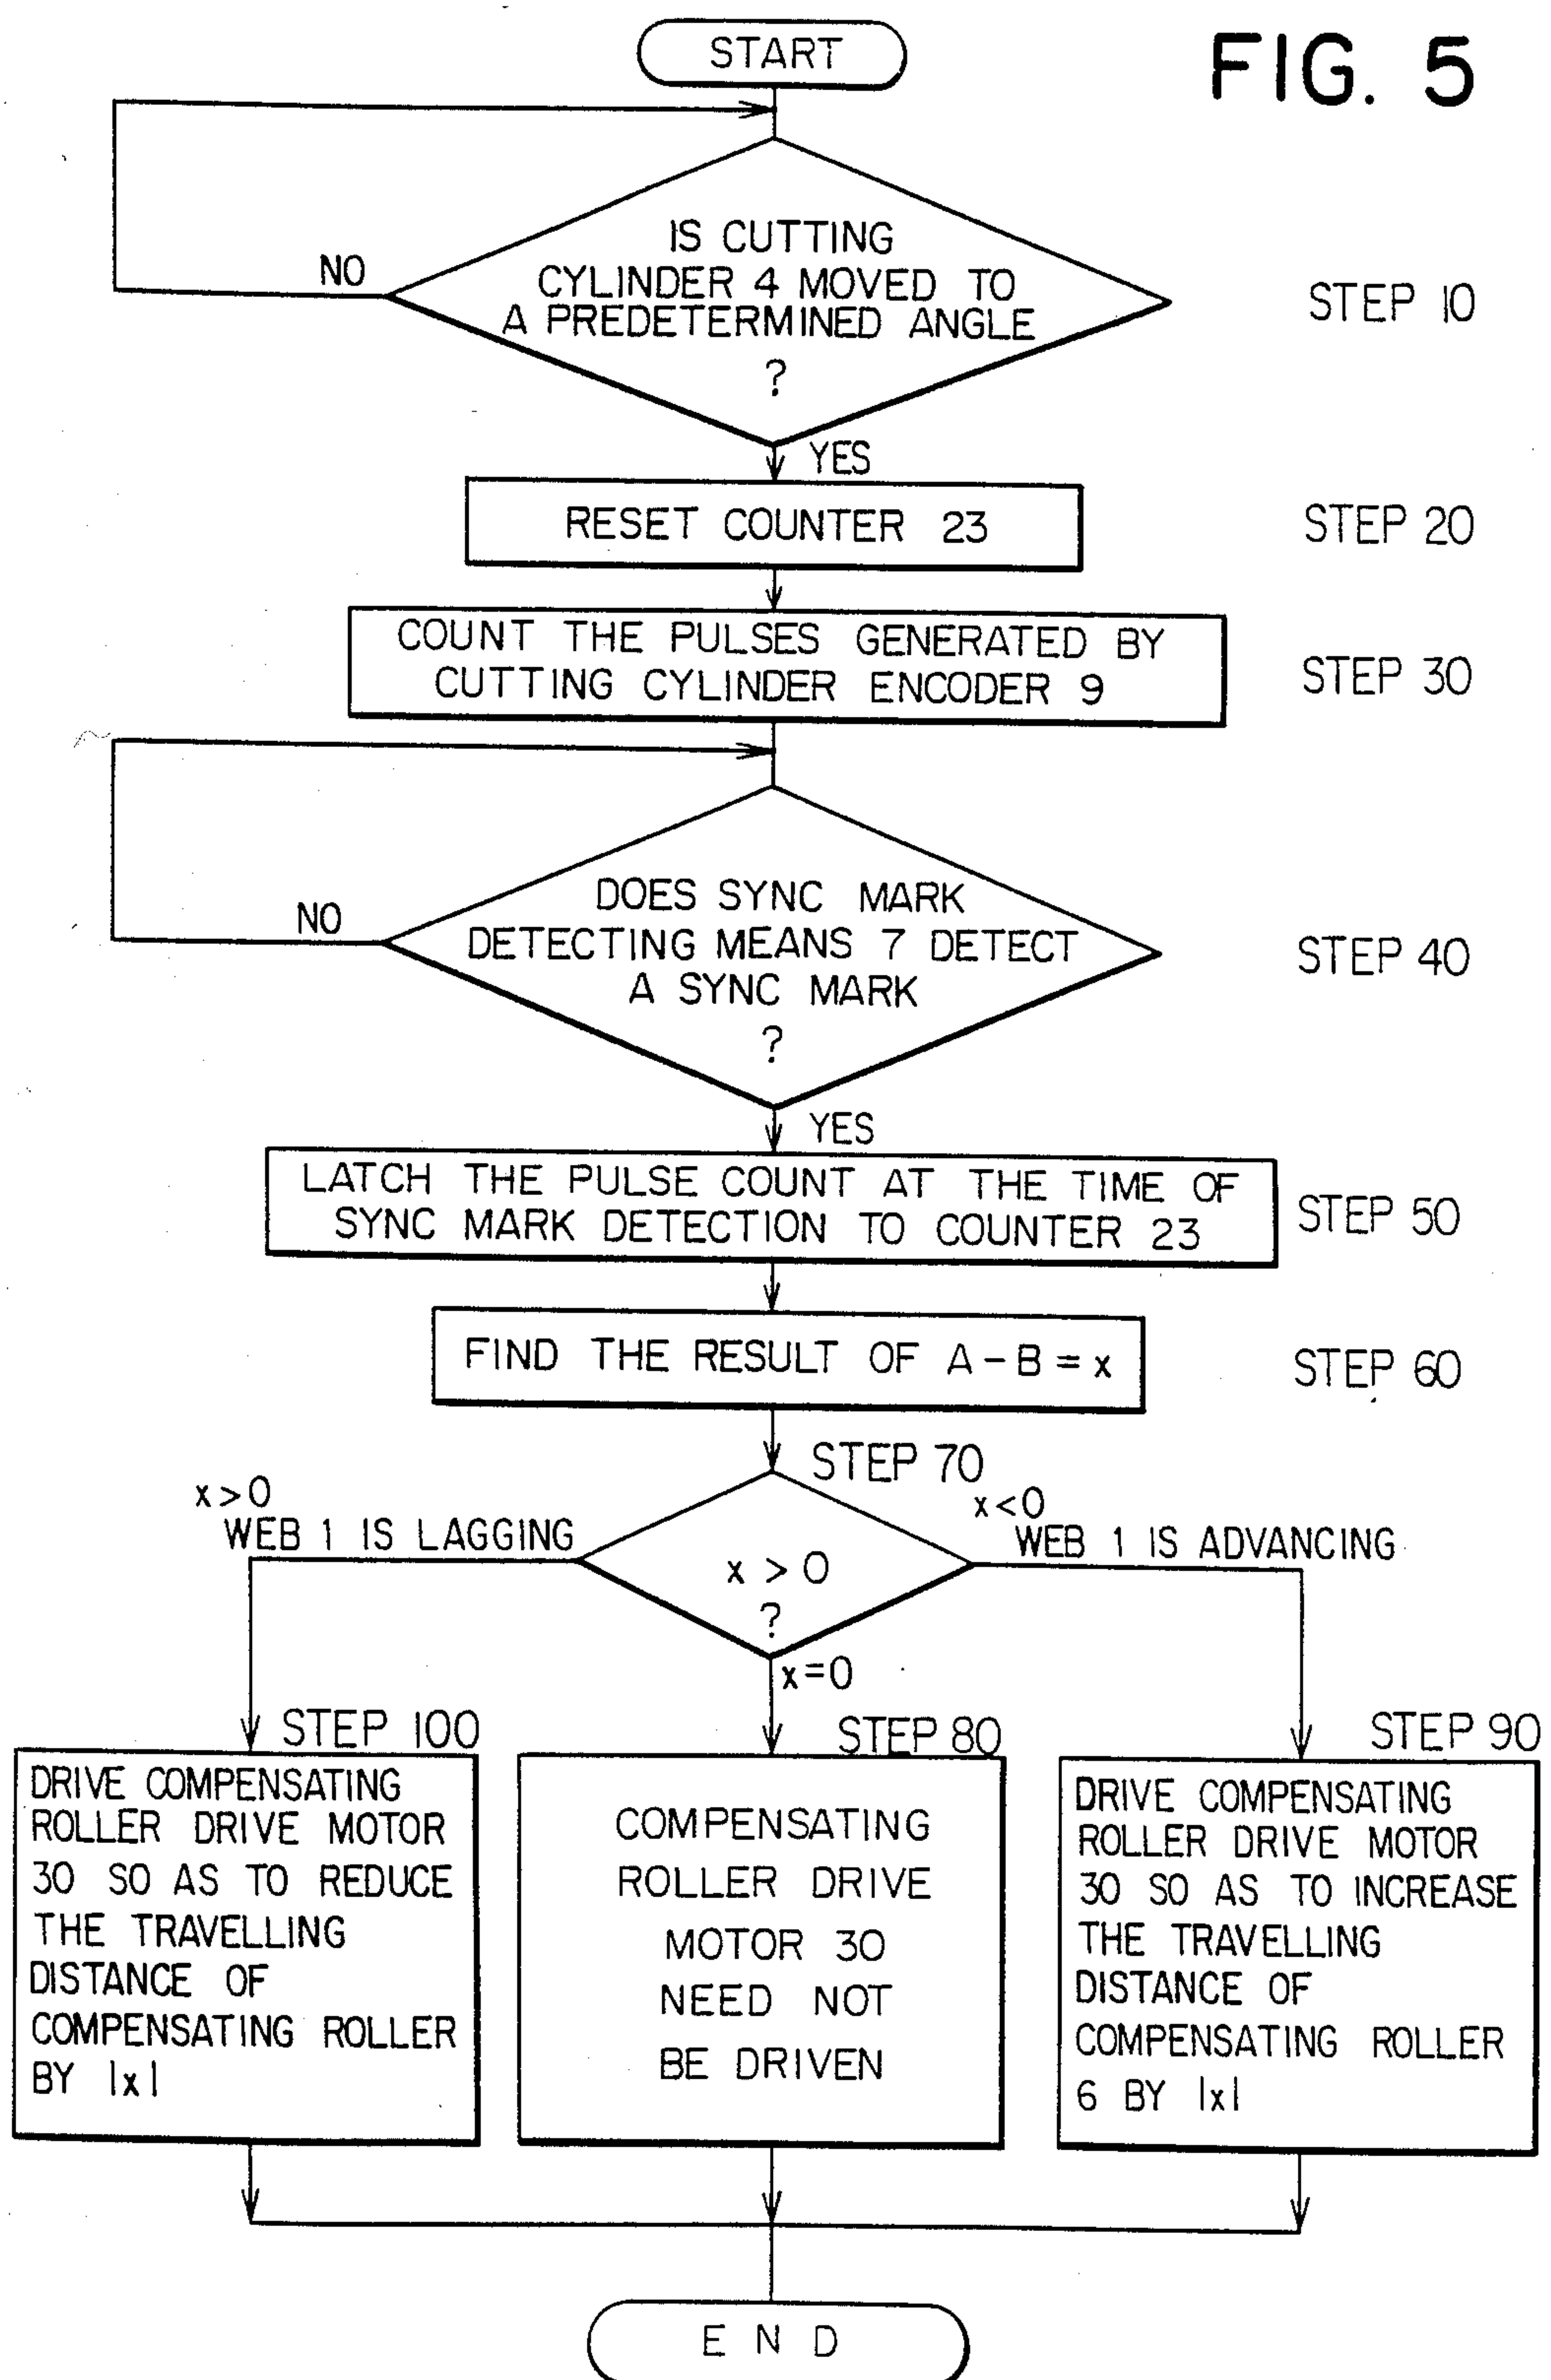 START
FIG. 5
IS CUTTING
CYLINDER 4 MOVED TO
A PREDETERMINED ANGLE
?
NO
STEP 10
YES
RESET COUNTER 23
STEP 20
COUNT THE PULSES GENERATED BY
CUTTING CYLINDER ENCODER 9
STEP 30
DOES SYNC MARK
DETECTING MEANS 7 DETECT
A SYNC MARK
?
NO
STEP 40
YES
LATCH THE PULSE COUNT AT THE TIME OF
SYNC MARK DETECTION TO COUNTER 23
STEP 50
FIND THE RESULT OF A - B = x
STEP 60
STEP 70
x > 0
WEB 1 IS LAGGING
x > 0
?
x < 0
WEB 1 IS ADVANCING
x = 0
STEP 100
DRIVE COMPENSATING
ROLLER DRIVE MOTOR
30 SO AS TO REDUCE
THE TRAVELLING
DISTANCE OF
COMPENSATING ROLLER
BY |x|
STEP 80
COMPENSATING
ROLLER DRIVE
MOTOR 30
NEED NOT
BE DRIVEN
STEP 90
DRIVE COMPENSATING
ROLLER DRIVE MOTOR
30 SO AS TO INCREASE
THE TRAVELLING
DISTANCE OF
COMPENSATING ROLLER
6 BY |x|
END